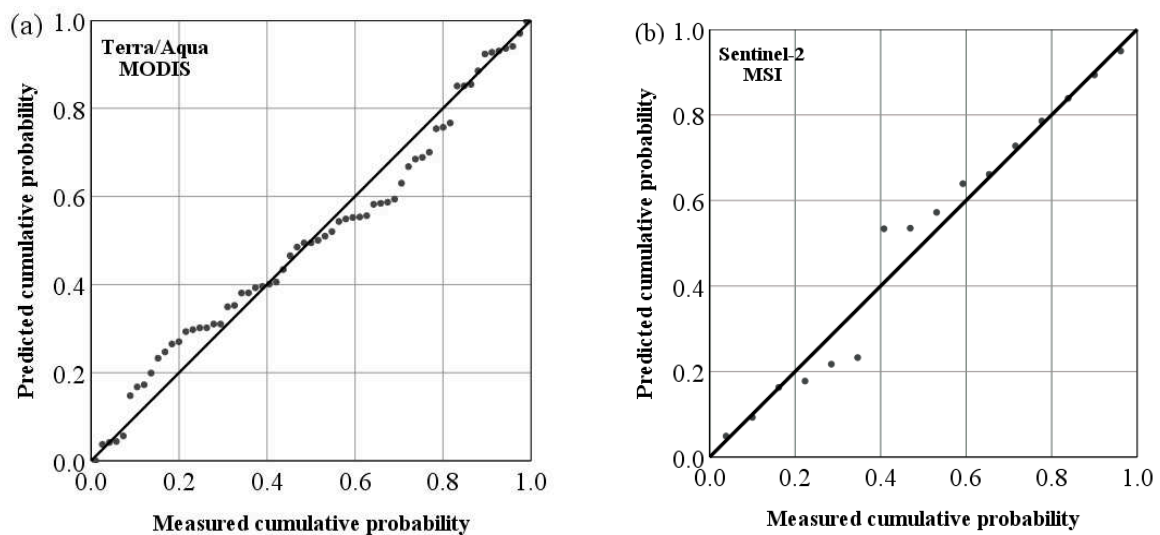 (a)
Terra/Aqua
MODIS
Predicted cumulative probability
1.0
0.8
0.6
0.4
0.2
0.0
0.0 0.2 0.4 0.6 0.8 1.0
Measured cumulative probability
(b)
Sentinel-2
MSI
Predicted cumulative probability
1.0
0.8
0.6
0.4
0.2
0.0
0.0 0.2 0.4 0.6 0.8 1.0
Measured cumulative probability